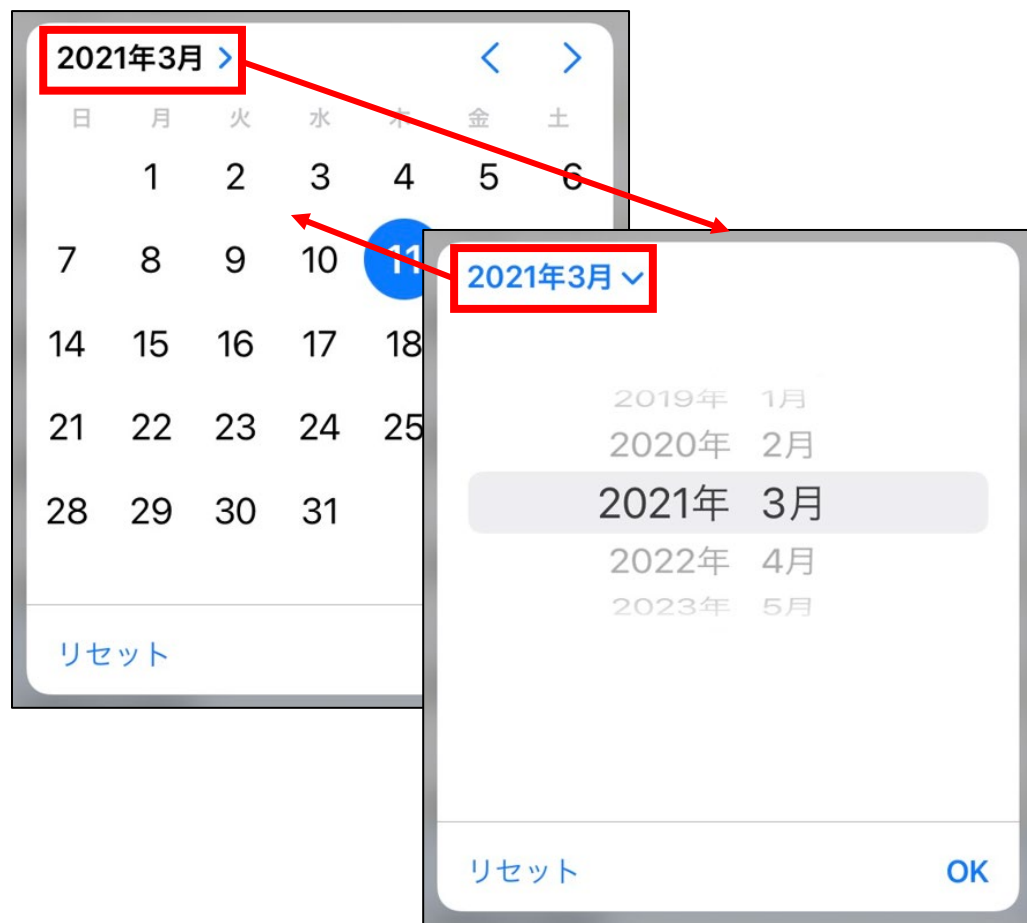 2021年3月 > < >
日 月 火 水 木 金 土
1 2 3 4 5 6
7 8 9 10 11
14 15 16 17 18
21 22 23 24 25
28 29 30 31
リセット
2021年3月
2019年 1月
2020年 2月
2021年 3月
2022年 4月
2023年 5月
リセット OK